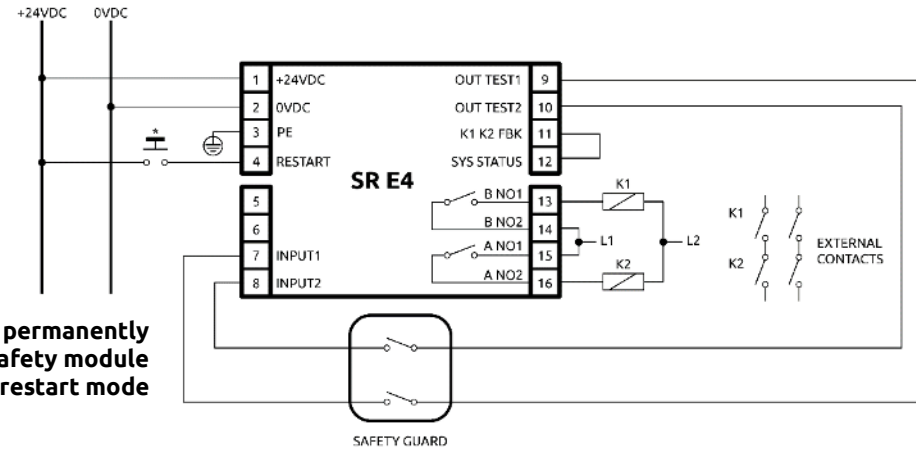 +24VDC 0VDC
1 +24VDC OUT TEST1 9
2 0VDC OUT TEST2 10
3 PE K1 K2 FBK 11
*
4 RESTART SYS STATUS 12
SR E4
5 B NO1 13 K1
6 B NO2 14
7 INPUT1 A NO1 15 L1 L2
8 INPUT2 A NO2 16 K2
K1
K2
EXTERNAL
CONTACTS
permanently
afety module
restart mode
SAFETY GUARD